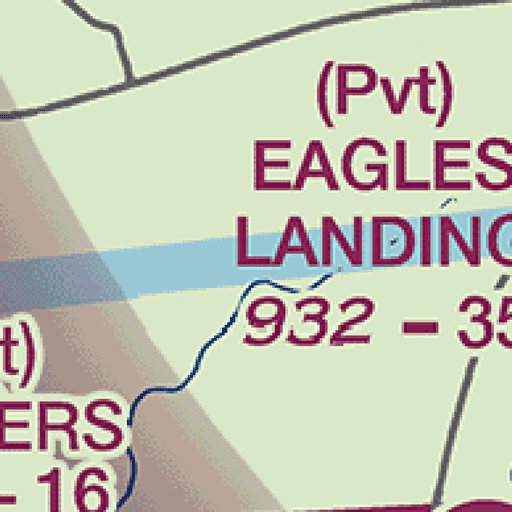 (Pvt)
EAGLES
LANDING
932 - 35
t)
ERS
- 16